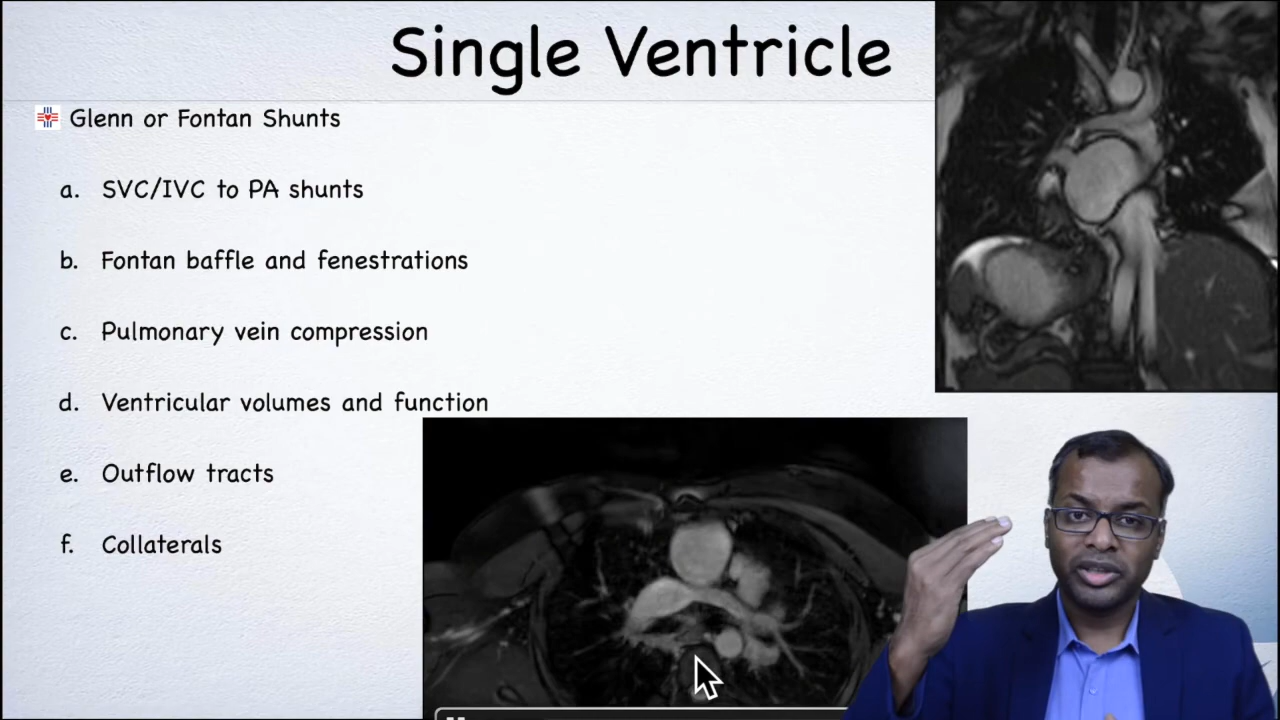 Single Ventricle
Glenn or Fontan Shunts
a. SVC/IVC to PA shunts
b. Fontan baffle and fenestrations
c. Pulmonary vein compression
d. Ventricular volumes and function
e. Outflow tracts
f. Collaterals